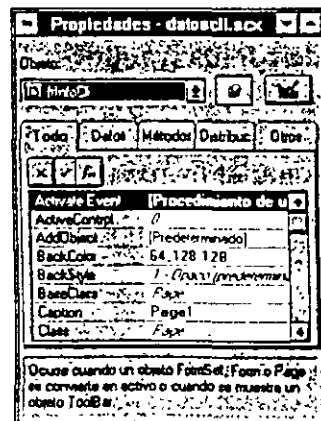 Propiedades - datoscli.scx
Objeto:
Todo Datos Métodos Distribuc. Otros
Activate Event [Procedimiento de u
ActiveControl 0
AddObject [Predeterminado]
BackColor 64,128,128
BackStyle 1 - Opaco (predetermin
BaseClass Page
Caption Page1
Class Page
Ocurre cuando un objeto FormSet, Form o Page
se convierte en activo o cuando se muestra un
objeto ToolBar.